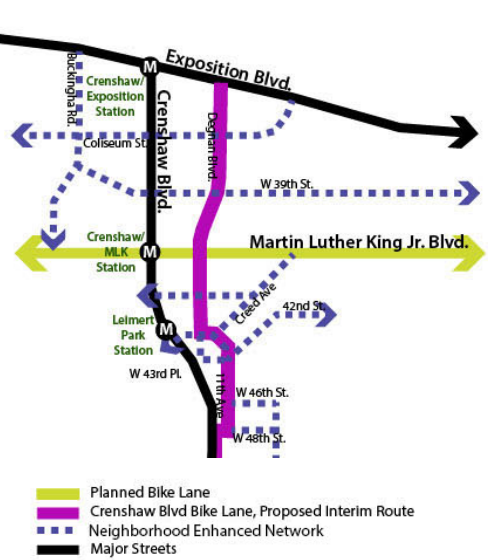 Exposition Blvd.
M
Buckingha Rd.
Crenshaw/
Exposition
Station
Crenshaw Blvd.
Degnan Blvd.
Coliseum St.
W 39th St.
Crenshaw/
MLK
Station
M
Martin Luther King Jr. Blvd.
Creed Ave
42nd St.
Leimert
Park
Station
M
W 43rd Pl.
11th Ave.
W 46th St.
W 48th St.
Planned Bike Lane
Crenshaw Blvd Bike Lane, Proposed Interim Route
Neighborhood Enhanced Network
Major Streets